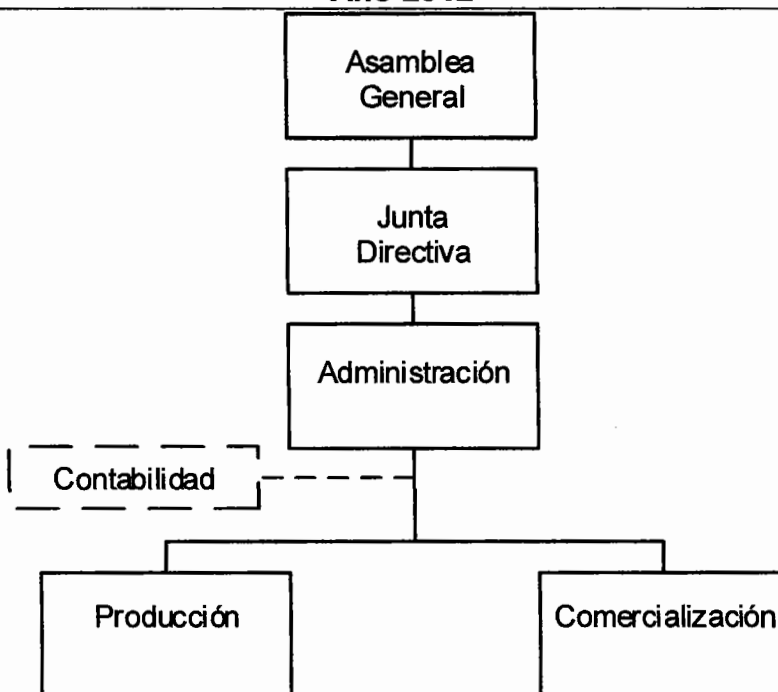 Asamblea
General
Junta
Directiva
Administración
Contabilidad
Producción
Comercialización